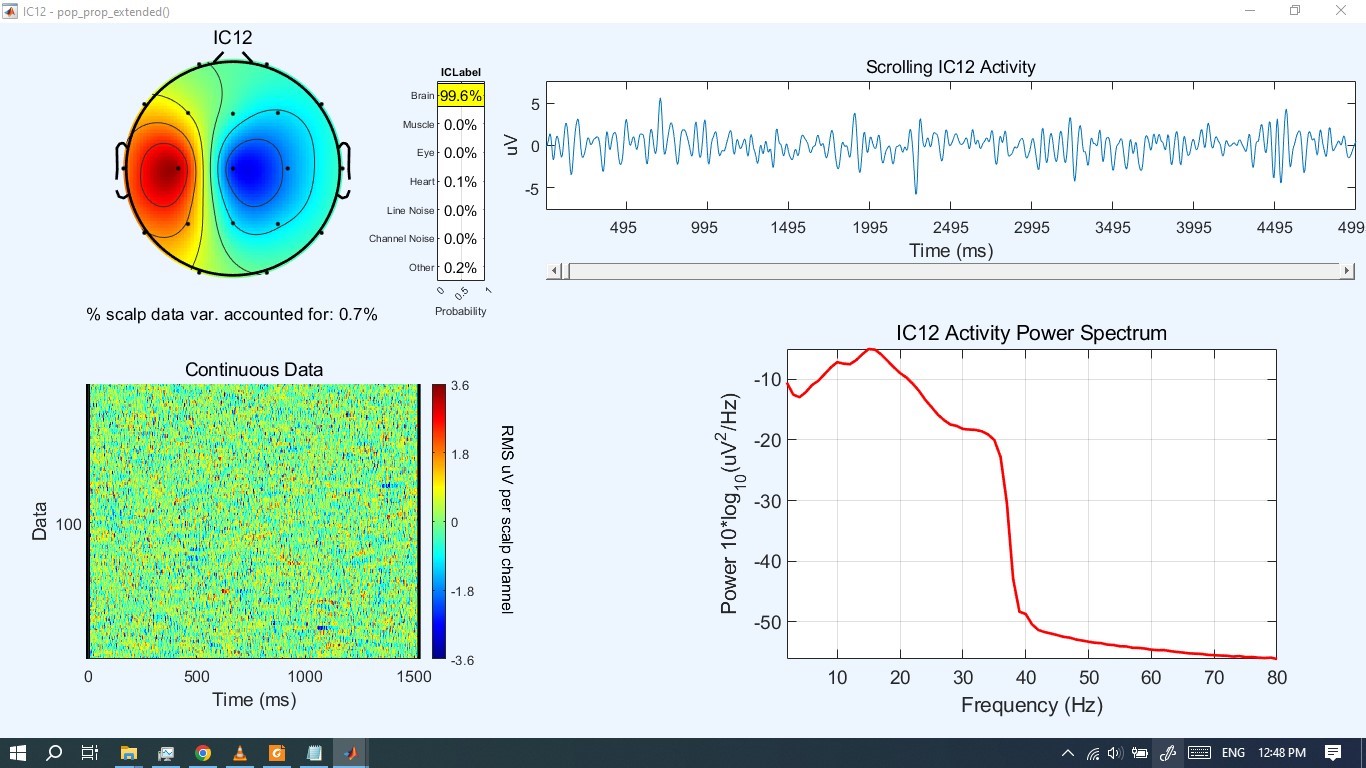 IC12 - pop_prop_extended()
IC12
ICLabel
Brain 99.6%
Muscle 0.0%
Eye 0.0%
Heart 0.1%
Line Noise 0.0%
Channel Noise 0.0%
Other 0.2%
0 0.5 1
Probability
% scalp data var. accounted for: 0.7%
Scrolling IC12 Activity
5
0
-5
uV
495 995 1495 1995 2495 2995 3495 3995 4495 499
Time (ms)
Continuous Data
Data
100
0 500 1000 1500
Time (ms)
3.6
1.8
0
-1.8
-3.6
RMS uV per scalp channel
IC12 Activity Power Spectrum
Power 10*log10(uV2/Hz)
-10
-20
-30
-40
-50
10 20 30 40 50 60 70 80
Frequency (Hz)
ENG 12:48 PM